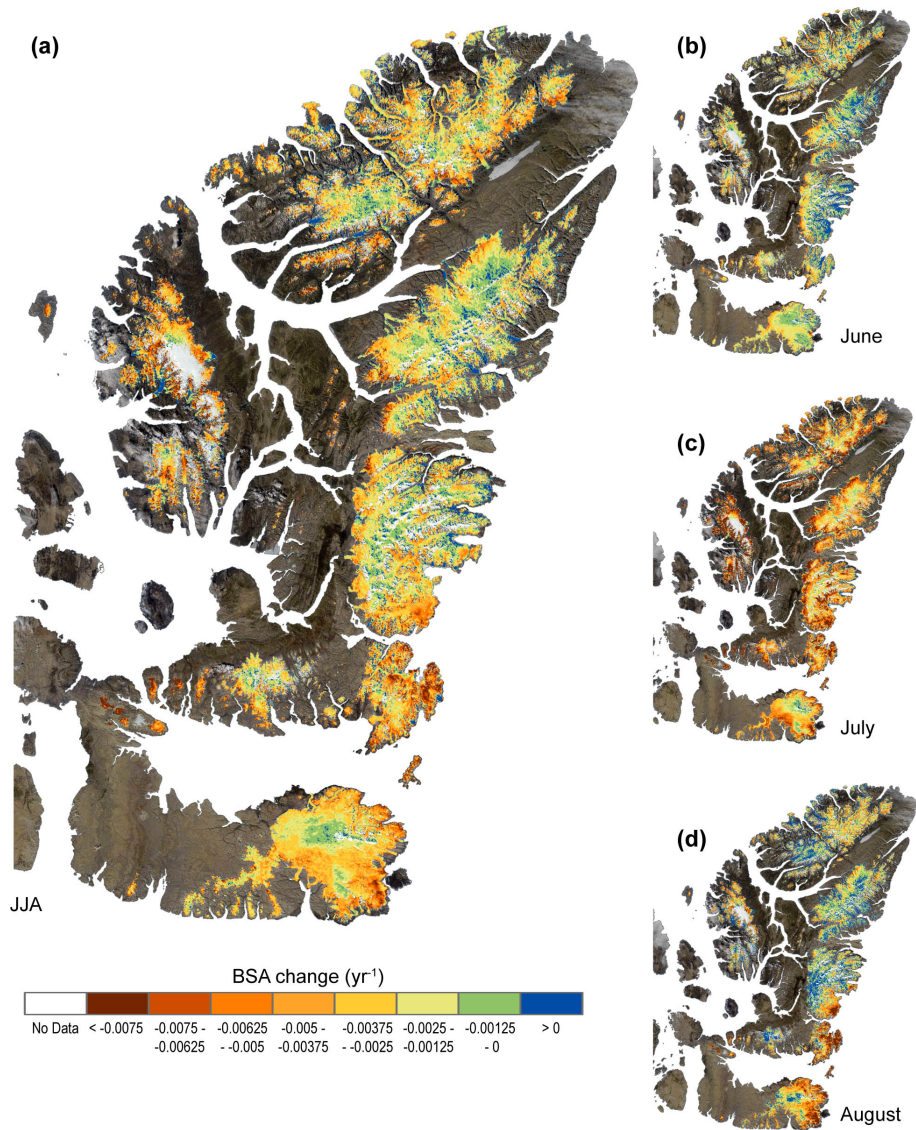 (a)
(b)
June
(c)
July
(d)
August
JJA
BSA change (yr⁻¹)
No Data
< -0.0075
-0.0075 -
-0.00625
-0.00625
- -0.005
-0.005 -
-0.00375
-0.00375
- -0.0025
-0.0025 -
-0.00125
-0.00125
- 0
> 0